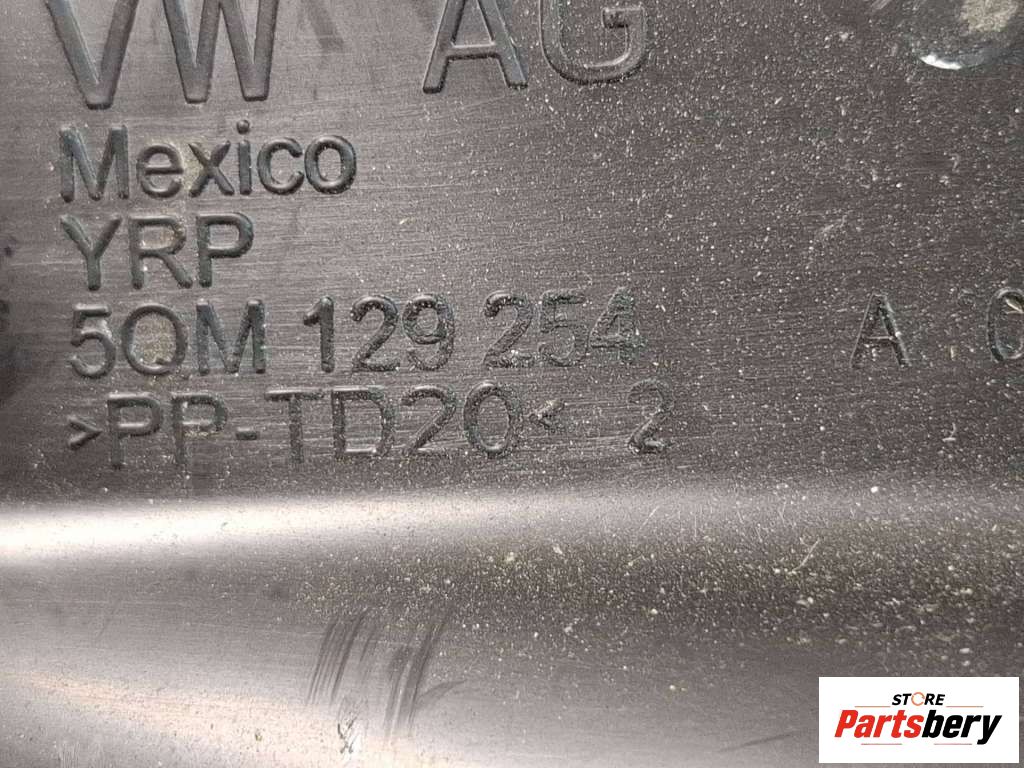 VW AG
Mexico
YRP
5QM 129 254 A
>PP-TD20< 2
STORE
Partsbery